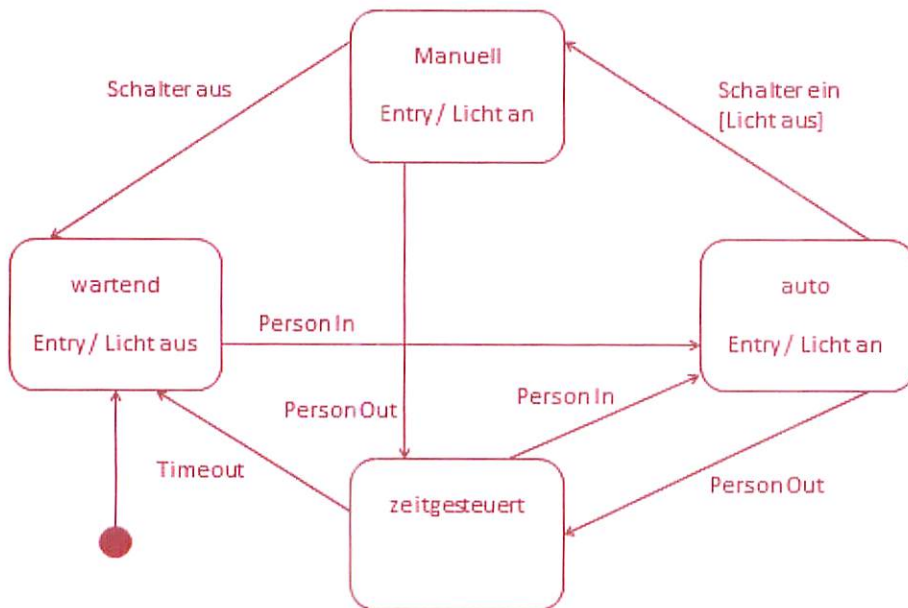 Manuell
Entry / Licht an
Schalter aus
Schalter ein
[Licht aus]
wartend
Entry / Licht aus
auto
Entry / Licht an
Person In
Person In
Person Out
Timeout
zeitgesteuert
Person Out